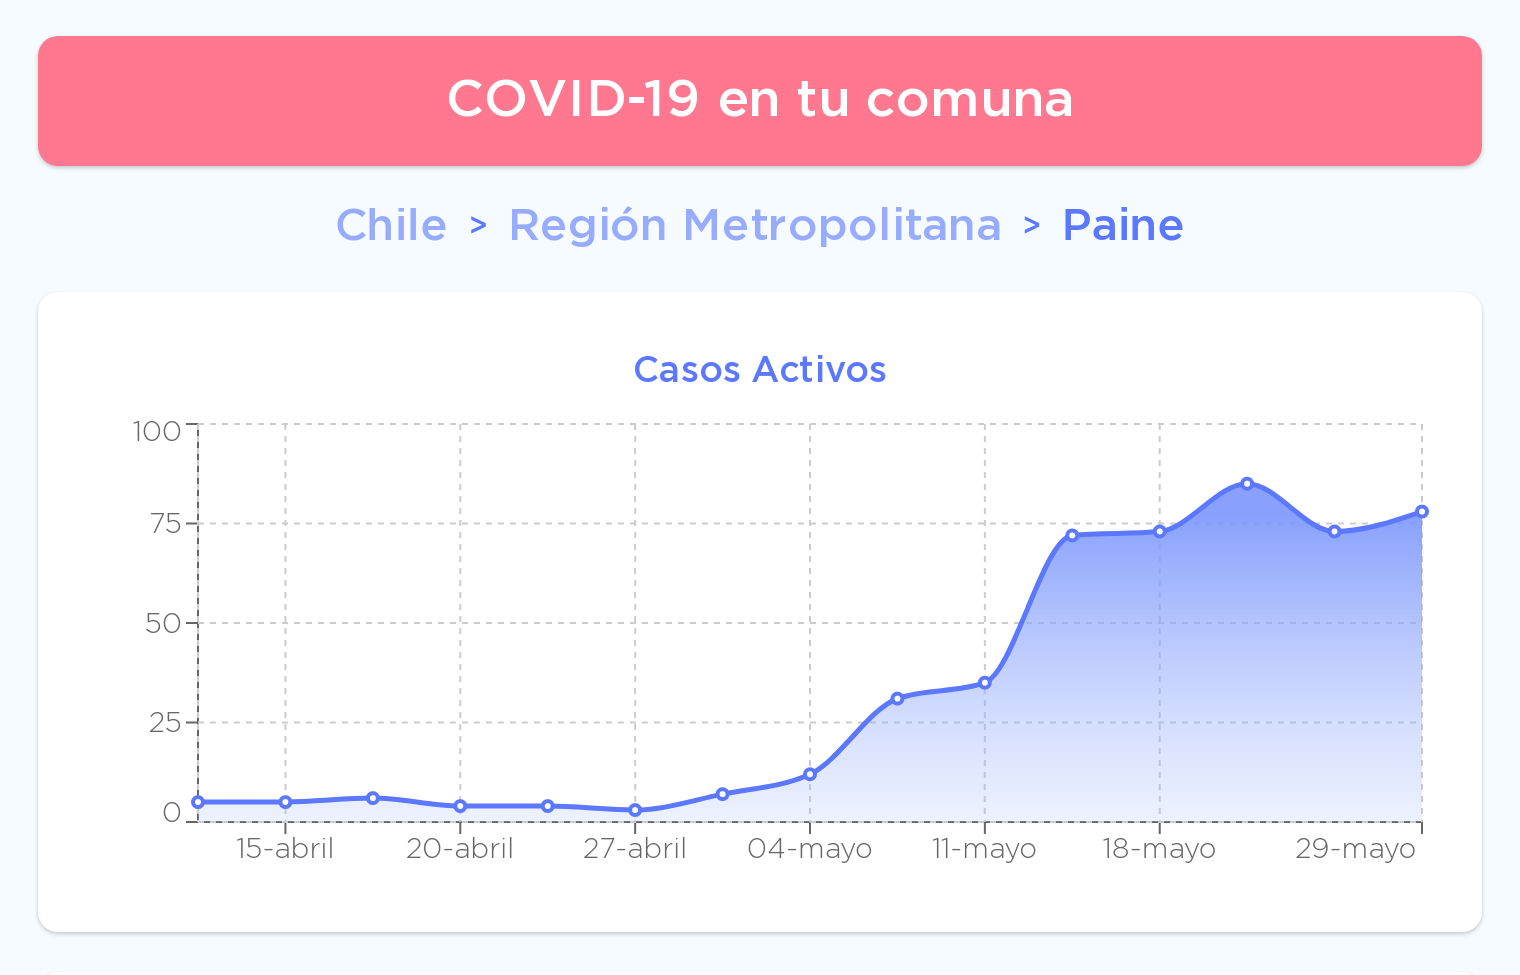 COVID-19 en tu comuna
Chile > Región Metropolitana > Paine
Casos Activos
100
75
50
25
0
15-abril 20-abril 27-abril 04-mayo 11-mayo 18-mayo 29-mayo